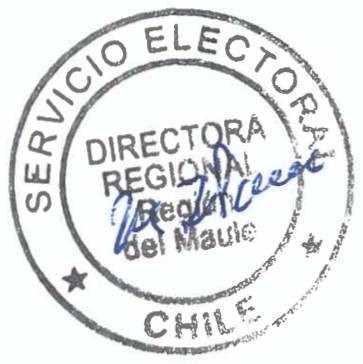 SERVICIO ELECTORAL
DIRECTORA
REGIONAL
Región
del Maule
CHILE